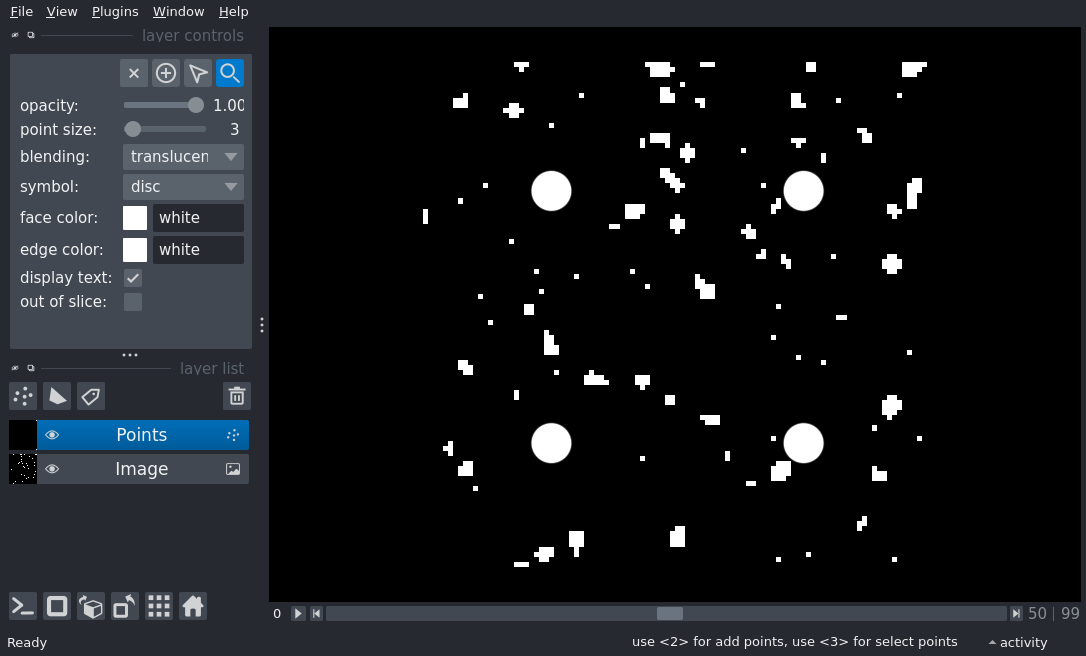 File View Plugins Window Help
layer controls
opacity: 1.00
point size: 3
blending: translucen
symbol: disc
face color: white
edge color: white
display text:
out of slice:
layer list
Points
Image
0 50 | 99
Ready use <2> for add points, use <3> for select points activity